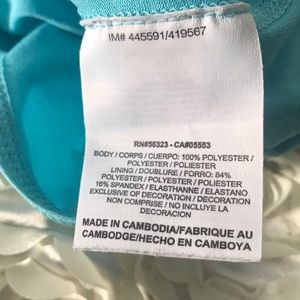 IM# 445591/419567
RN#56323 - CA#05553
BODY / CORPS / CUERPO: 100% POLYESTER /
POLYESTER / POLIESTER
LINING / DOUBLURE / FORRO: 84%
POLYESTER / POLYESTER / POLIESTER
16% SPANDEX / ELASTHANNE / ELASTANO
EXCLUSIVE OF DECORATION / DECORATION
NON COMPRISE / NO INCLUYE LA
DECORACION
MADE IN CAMBODIA/FABRIQUE AU
CAMBODGE/HECHO EN CAMBOYA